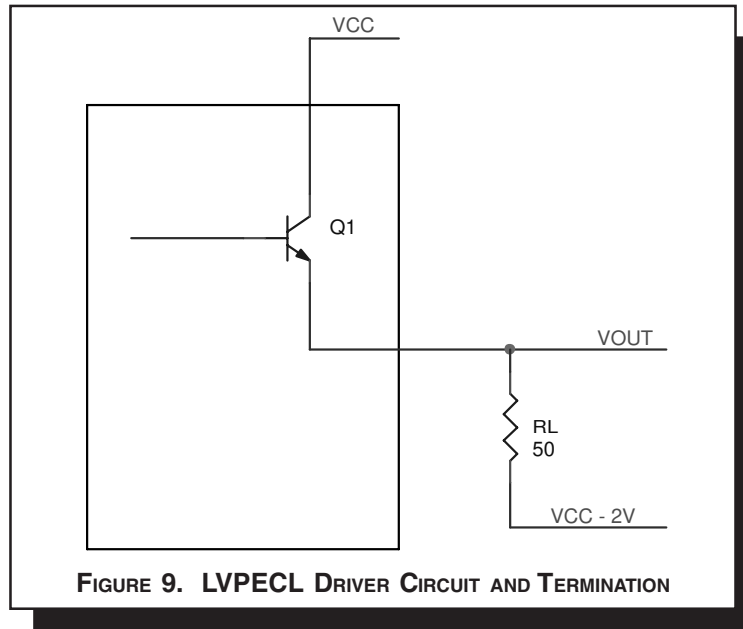 VCC
Q1
VOUT
RL
50
VCC - 2V
FIGURE 9. LVPECL DRIVER CIRCUIT AND TERMINATION